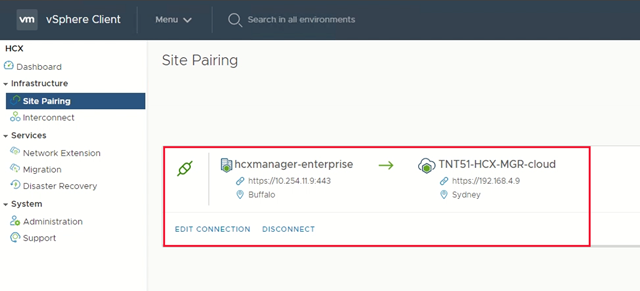 vm vSphere Client Menu Search in all environments
HCX
Dashboard
Infrastructure
Site Pairing
Interconnect
Services
Network Extension
Migration
Disaster Recovery
System
Administration
Support
Site Pairing
hcxmanager-enterprise
https://10.254.11.9:443
Buffalo
TNT51-HCX-MGR-cloud
https://192.168.4.9
Sydney
EDIT CONNECTION DISCONNECT